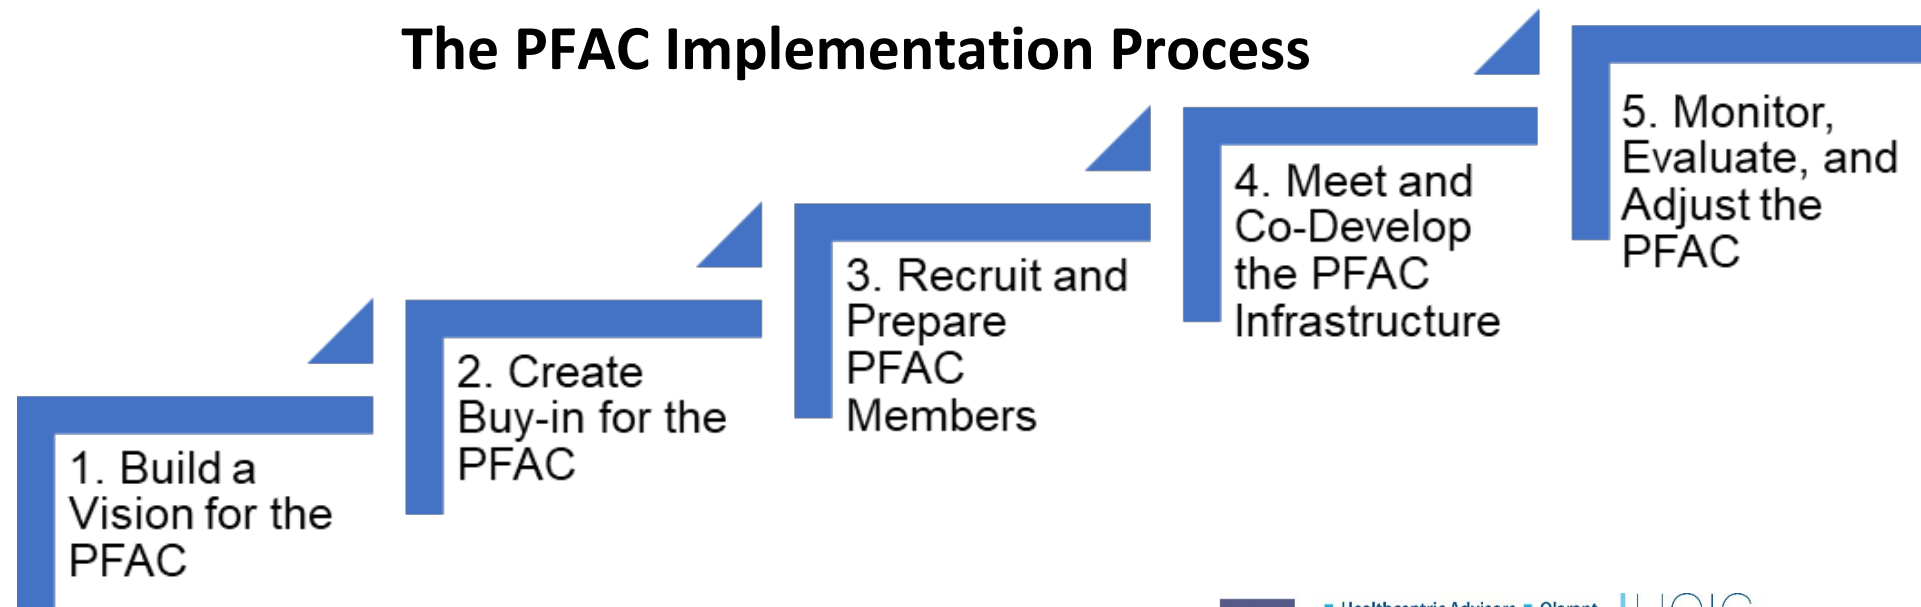 The PFAC Implementation Process
1. Build a
Vision for the
PFAC
2. Create
Buy-in for the
PFAC
3. Recruit and
Prepare
PFAC
Members
4. Meet and
Co-Develop
the PFAC
Infrastructure
5. Monitor,
Evaluate, and
Adjust the
PFAC